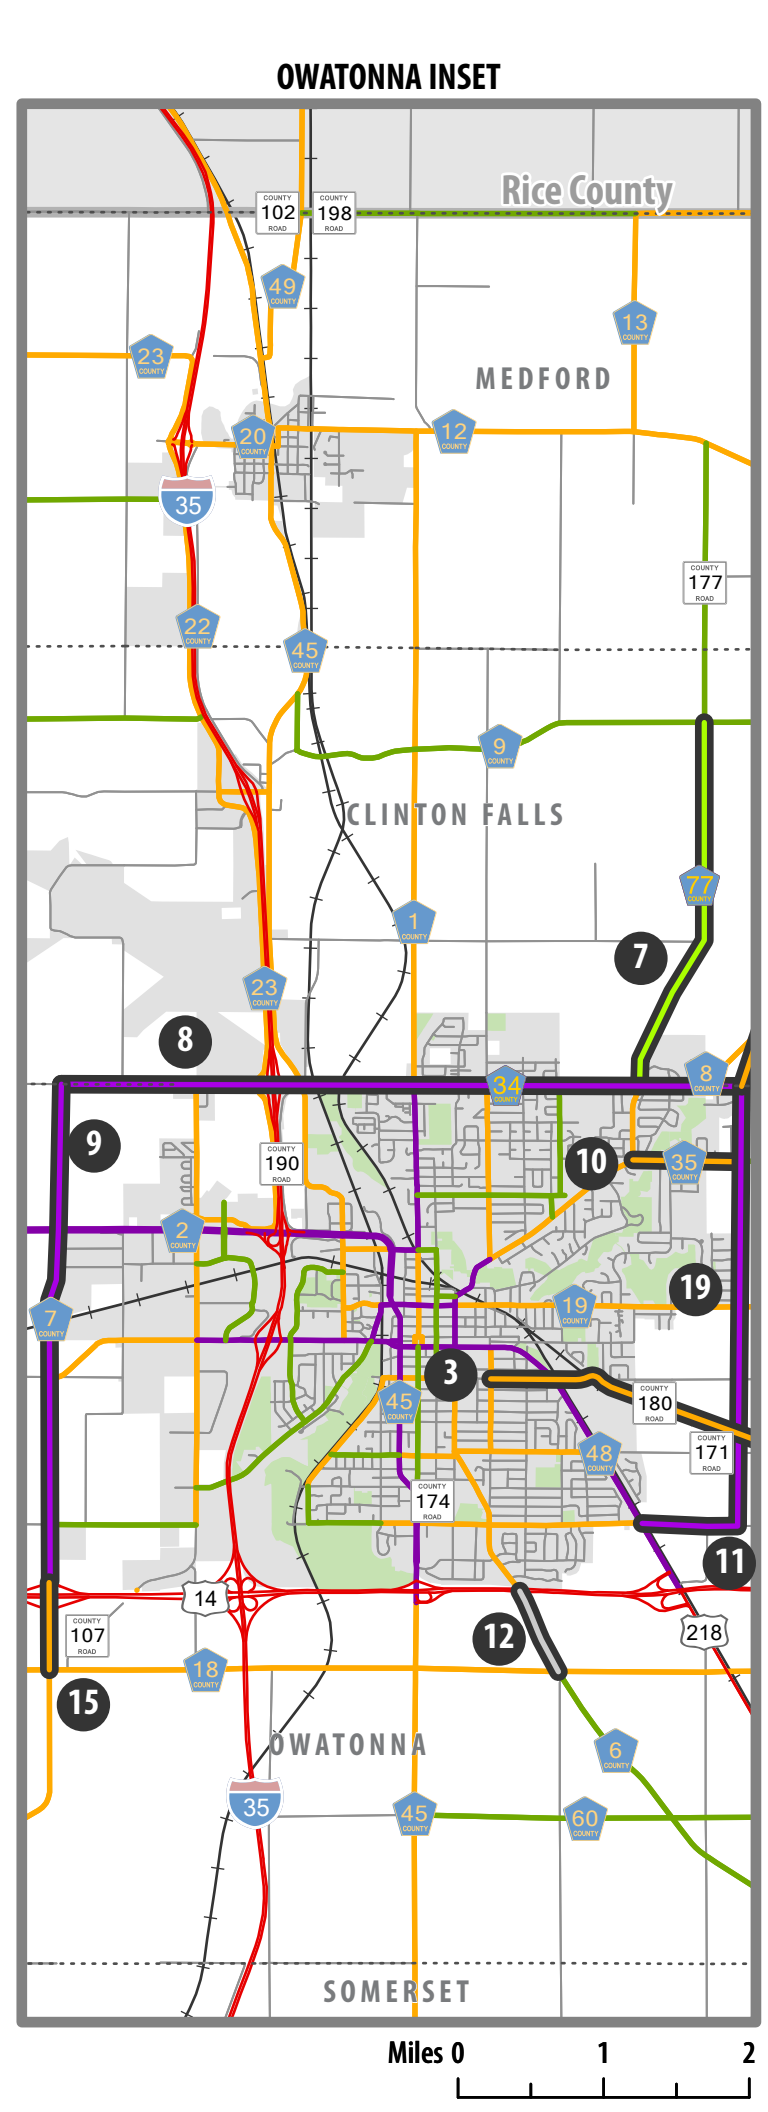 OWATONNA INSET
Rice County
COUNTY
102
ROAD
COUNTY
198
ROAD
49
COUNTY
13
COUNTY
23
COUNTY
MEDFORD
20
COUNTY
12
COUNTY
35
COUNTY
177
ROAD
22
COUNTY
45
COUNTY
9
COUNTY
CLINTON FALLS
77
COUNTY
1
COUNTY
7
23
COUNTY
8
34
COUNTY
8
COUNTY
9
COUNTY
190
ROAD
10
35
COUNTY
2
COUNTY
19
7
COUNTY
19
COUNTY
3
45
COUNTY
COUNTY
180
ROAD
COUNTY
171
ROAD
48
COUNTY
COUNTY
174
ROAD
11
14
COUNTY
107
ROAD
12
218
18
COUNTY
15
OWATONNA
6
COUNTY
35
45
COUNTY
60
COUNTY
SOMERSET
Miles 0 1 2